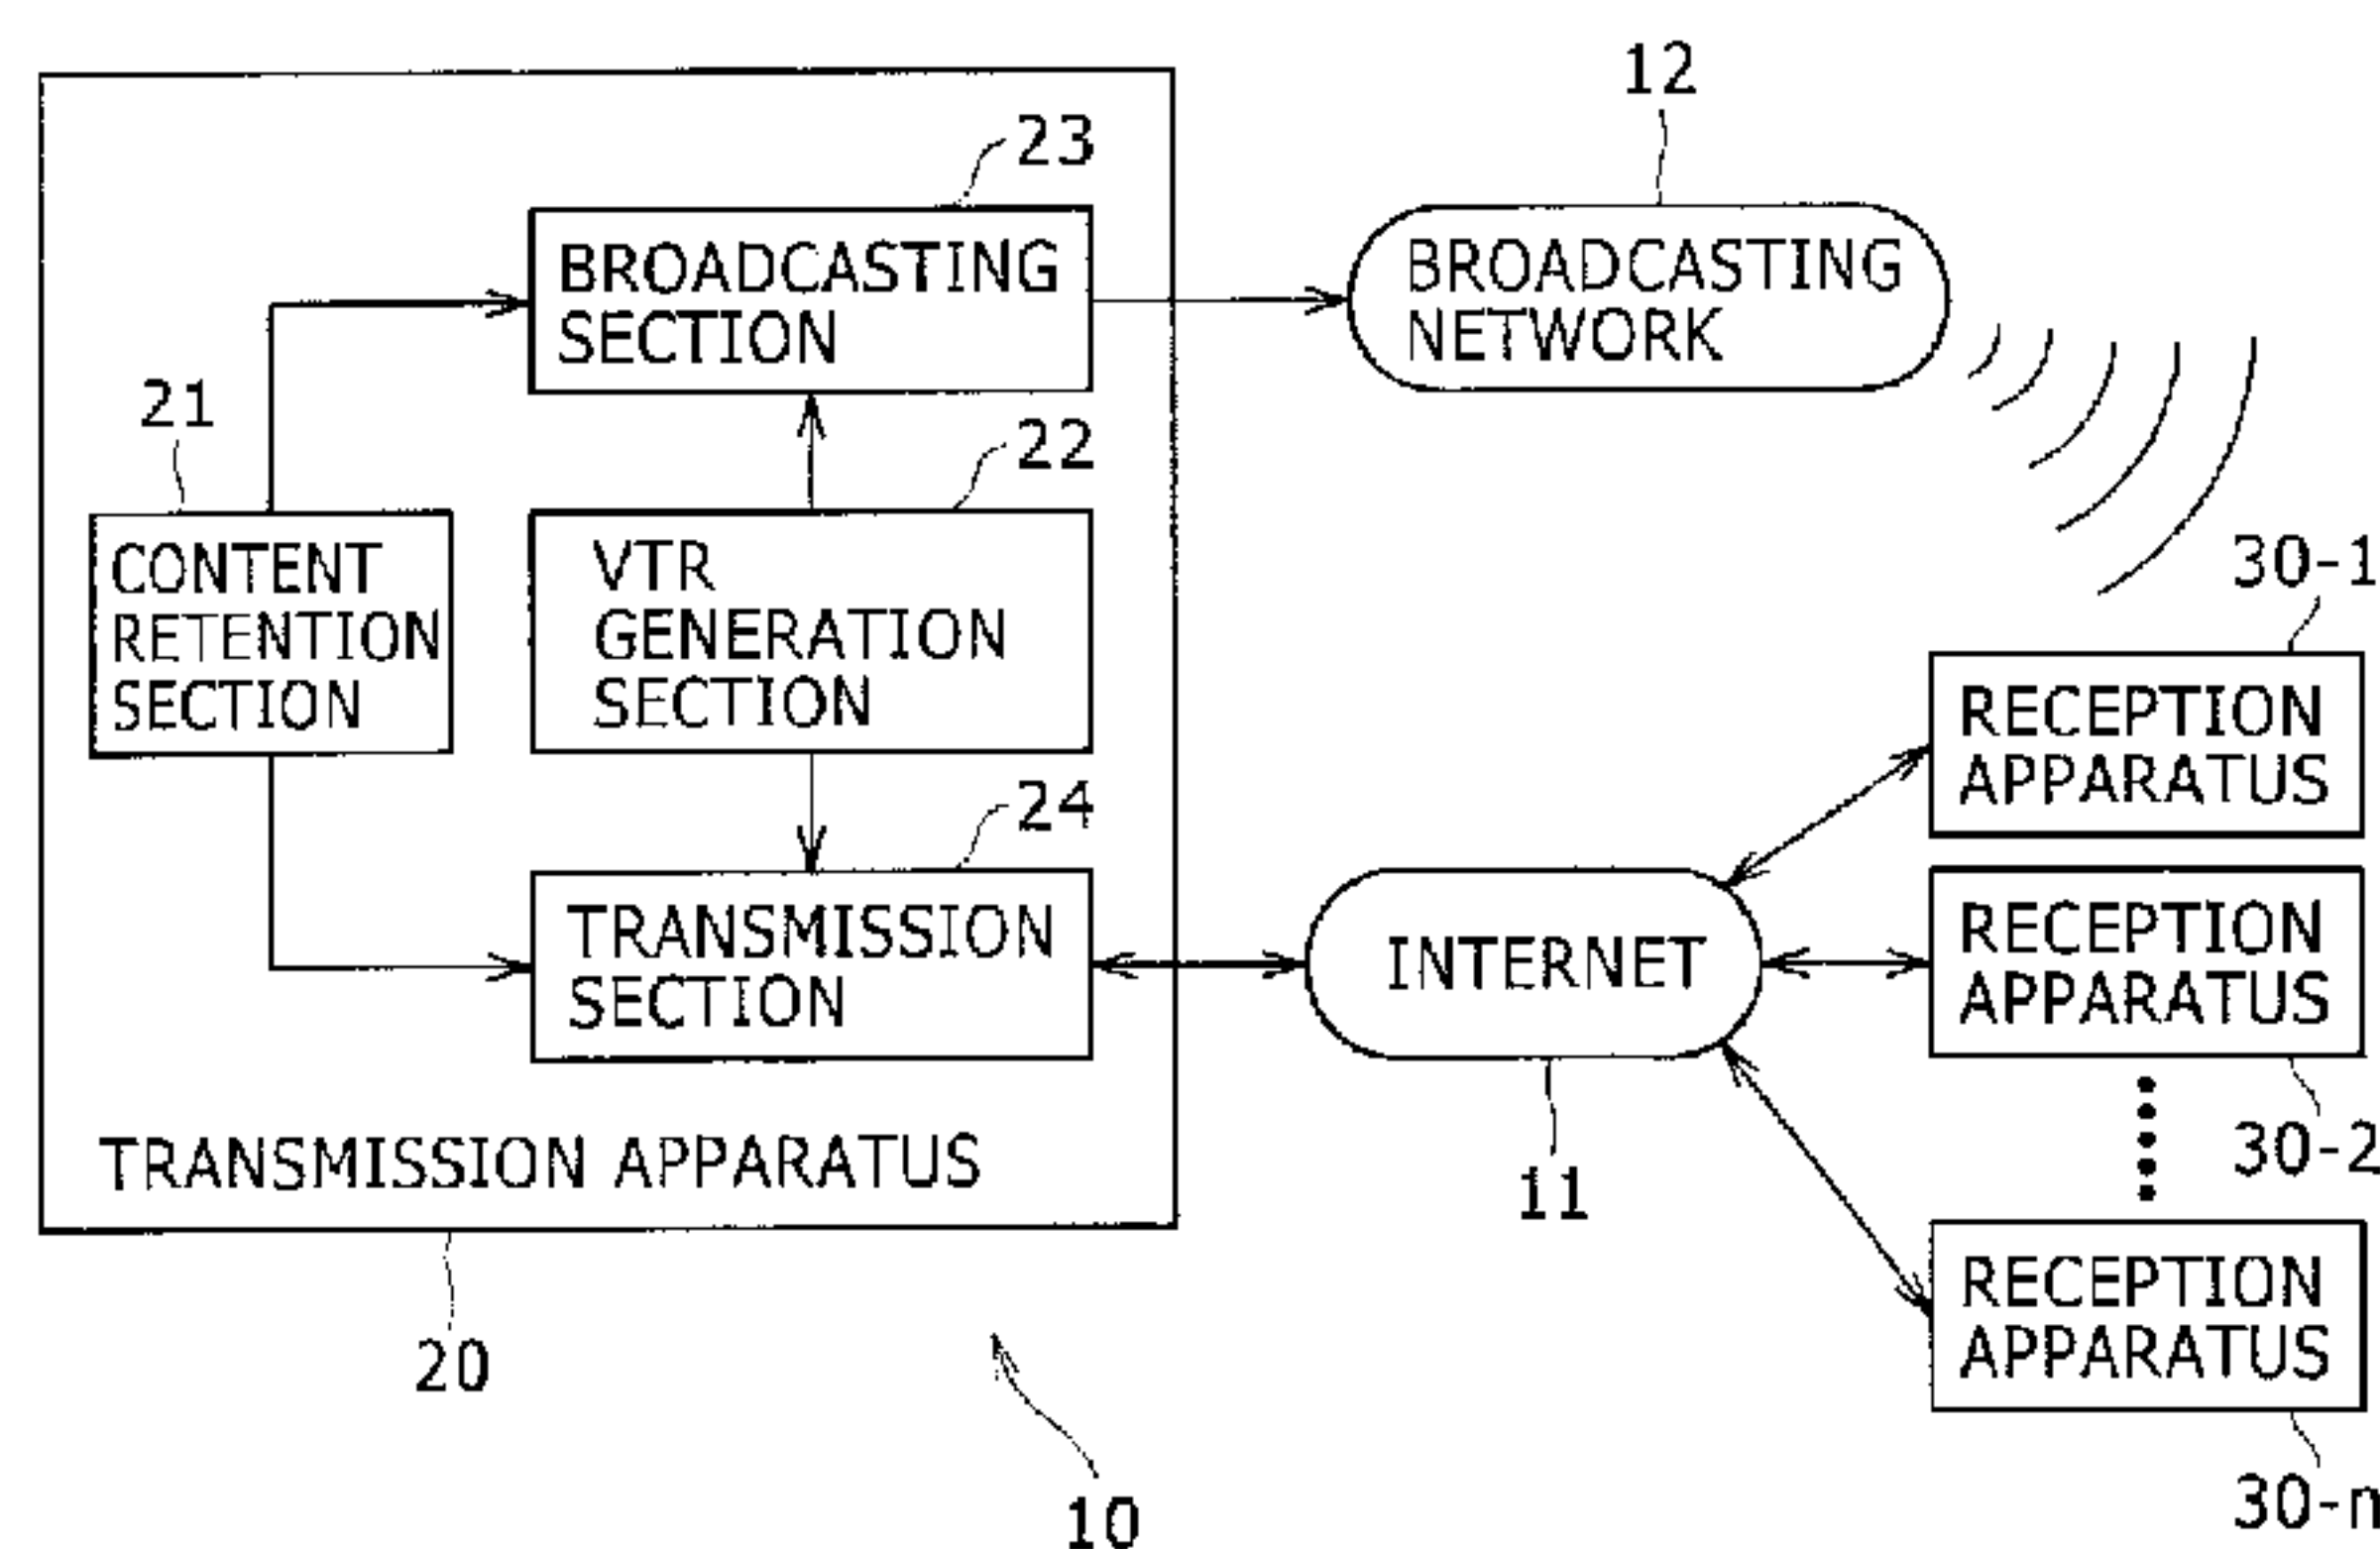 12
23
BROADCASTING
SECTION
BROADCASTING
NETWORK
21
22
CONTENT
RETENTION
SECTION
VTR
GENERATION
SECTION
30-1
RECEPTION
APPARATUS
24
TRANSMISSION
SECTION
INTERNET
RECEPTION
APPARATUS
30-2
11
TRANSMISSION APPARATUS
RECEPTION
APPARATUS
20
10
30-n